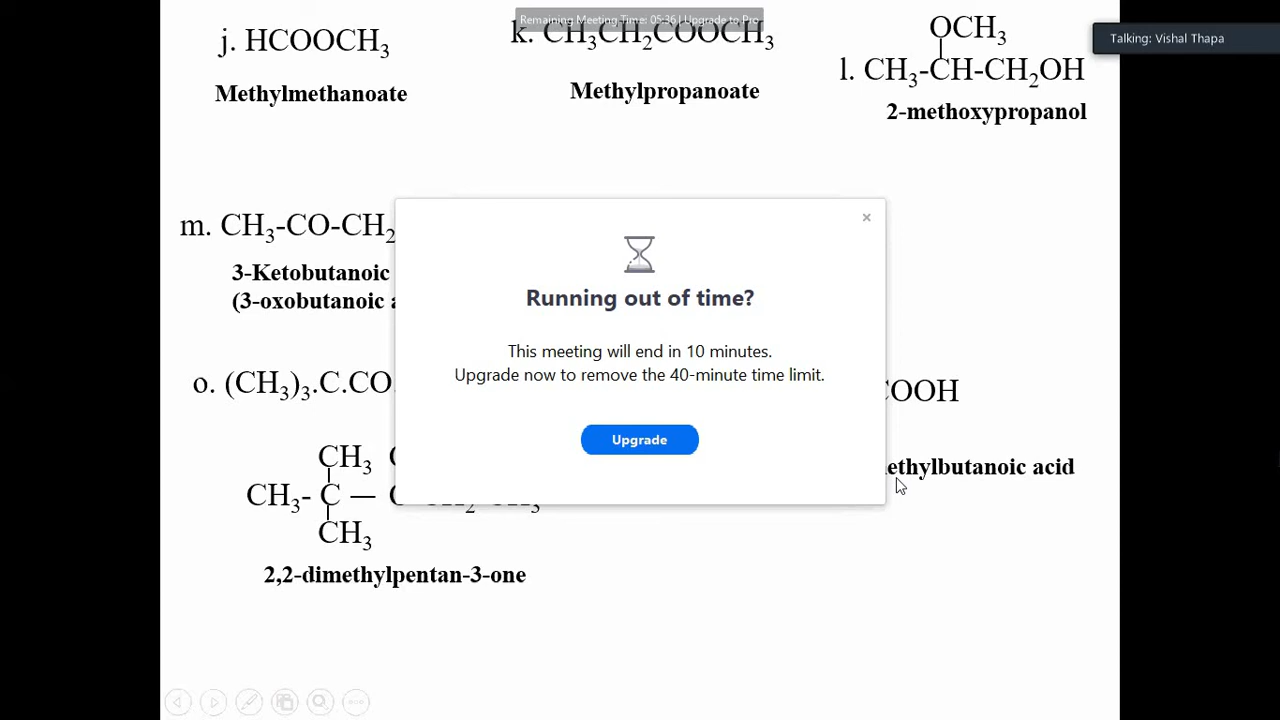 Remaining Meeting Time: 05:36 | Upgrade to Pro
Talking: Vishal Thapa
j. HCOOCH₃
Methylmethanoate
k. CH₃CH₂COOCH₃
Methylpropanoate
OCH₃
l. CH₃-CH-CH₂OH
2-methoxypropanol
m. CH₃-CO-CH₂
3-Ketobutanoic
(3-oxobutanoic a
Running out of time?
This meeting will end in 10 minutes.
Upgrade now to remove the 40-minute time limit.
Upgrade
o. (CH₃)₃.C.CO.
COOH
ethylbutanoic acid
CH₃
CH₃- C —
CH₃
2,2-dimethylpentan-3-one